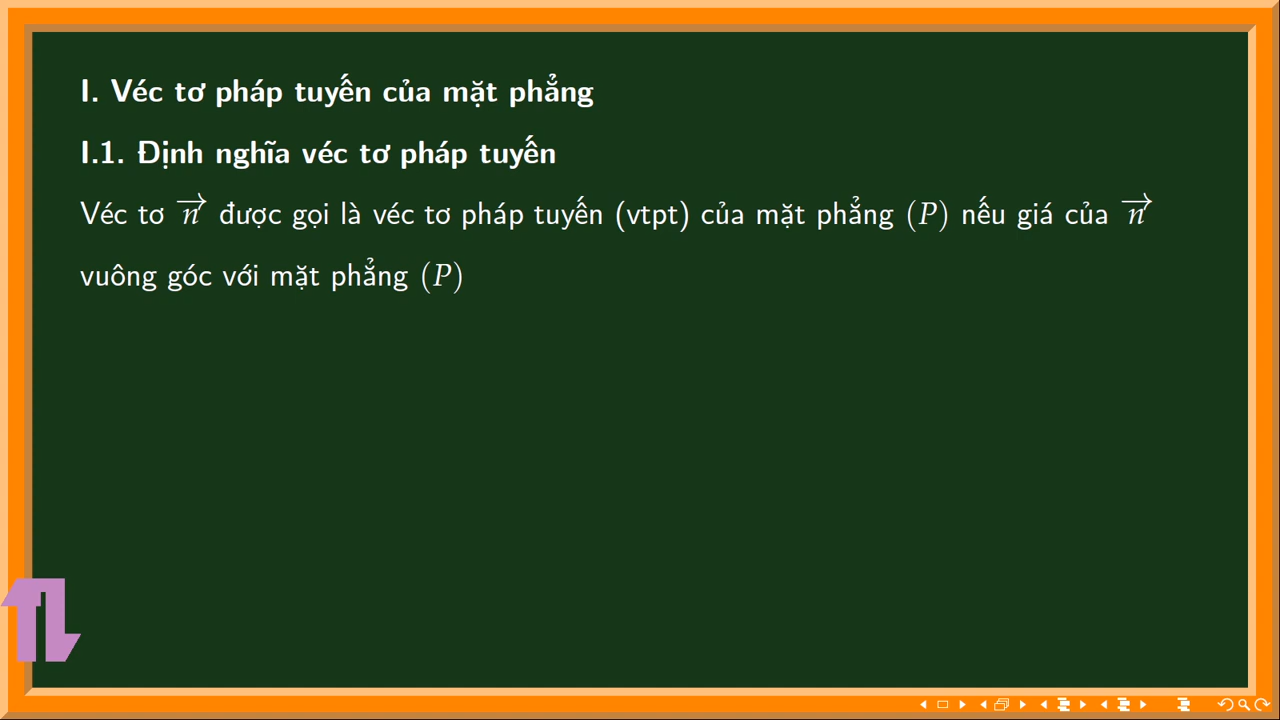 I. Véc tơ pháp tuyến của mặt phẳng
I.1. Định nghĩa véc tơ pháp tuyến
Véc tơ $\overrightarrow{n}$ được gọi là véc tơ pháp tuyến (vtpt) của mặt phẳng (P) nếu giá của $\overrightarrow{n}$
vuông góc với mặt phẳng (P)